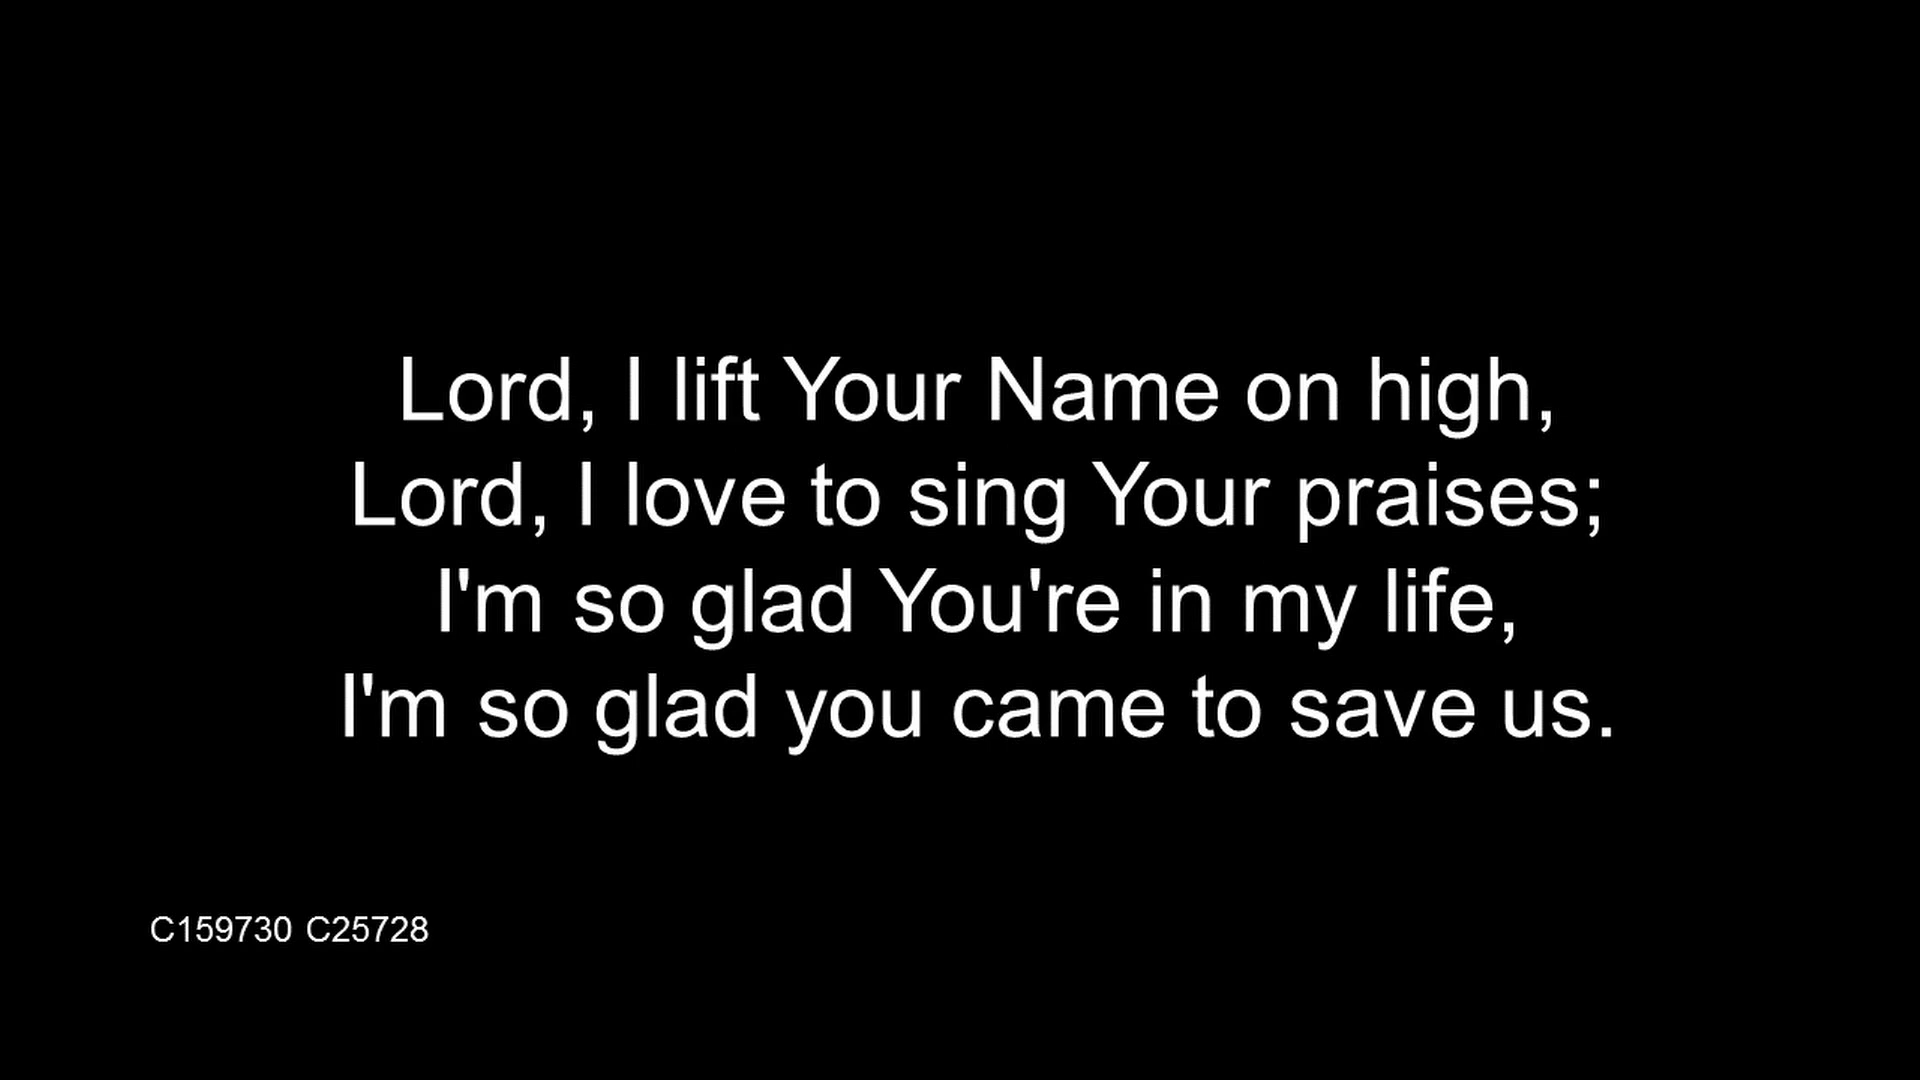 Lord, I lift Your Name on high,
Lord, I love to sing Your praises;
I'm so glad You're in my life,
I'm so glad you came to save us.
C159730 C25728